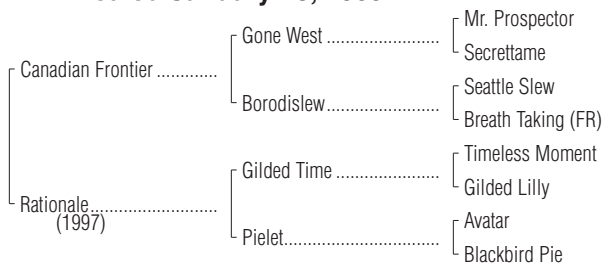 Mr. Prospector
Gone West
Secrettame
Canadian Frontier
Seattle Slew
Borodislew
Breath Taking (FR)
Timeless Moment
Gilded Time
Gilded Lilly
Rationale
(1997)
Avatar
Pielet
Blackbird Pie